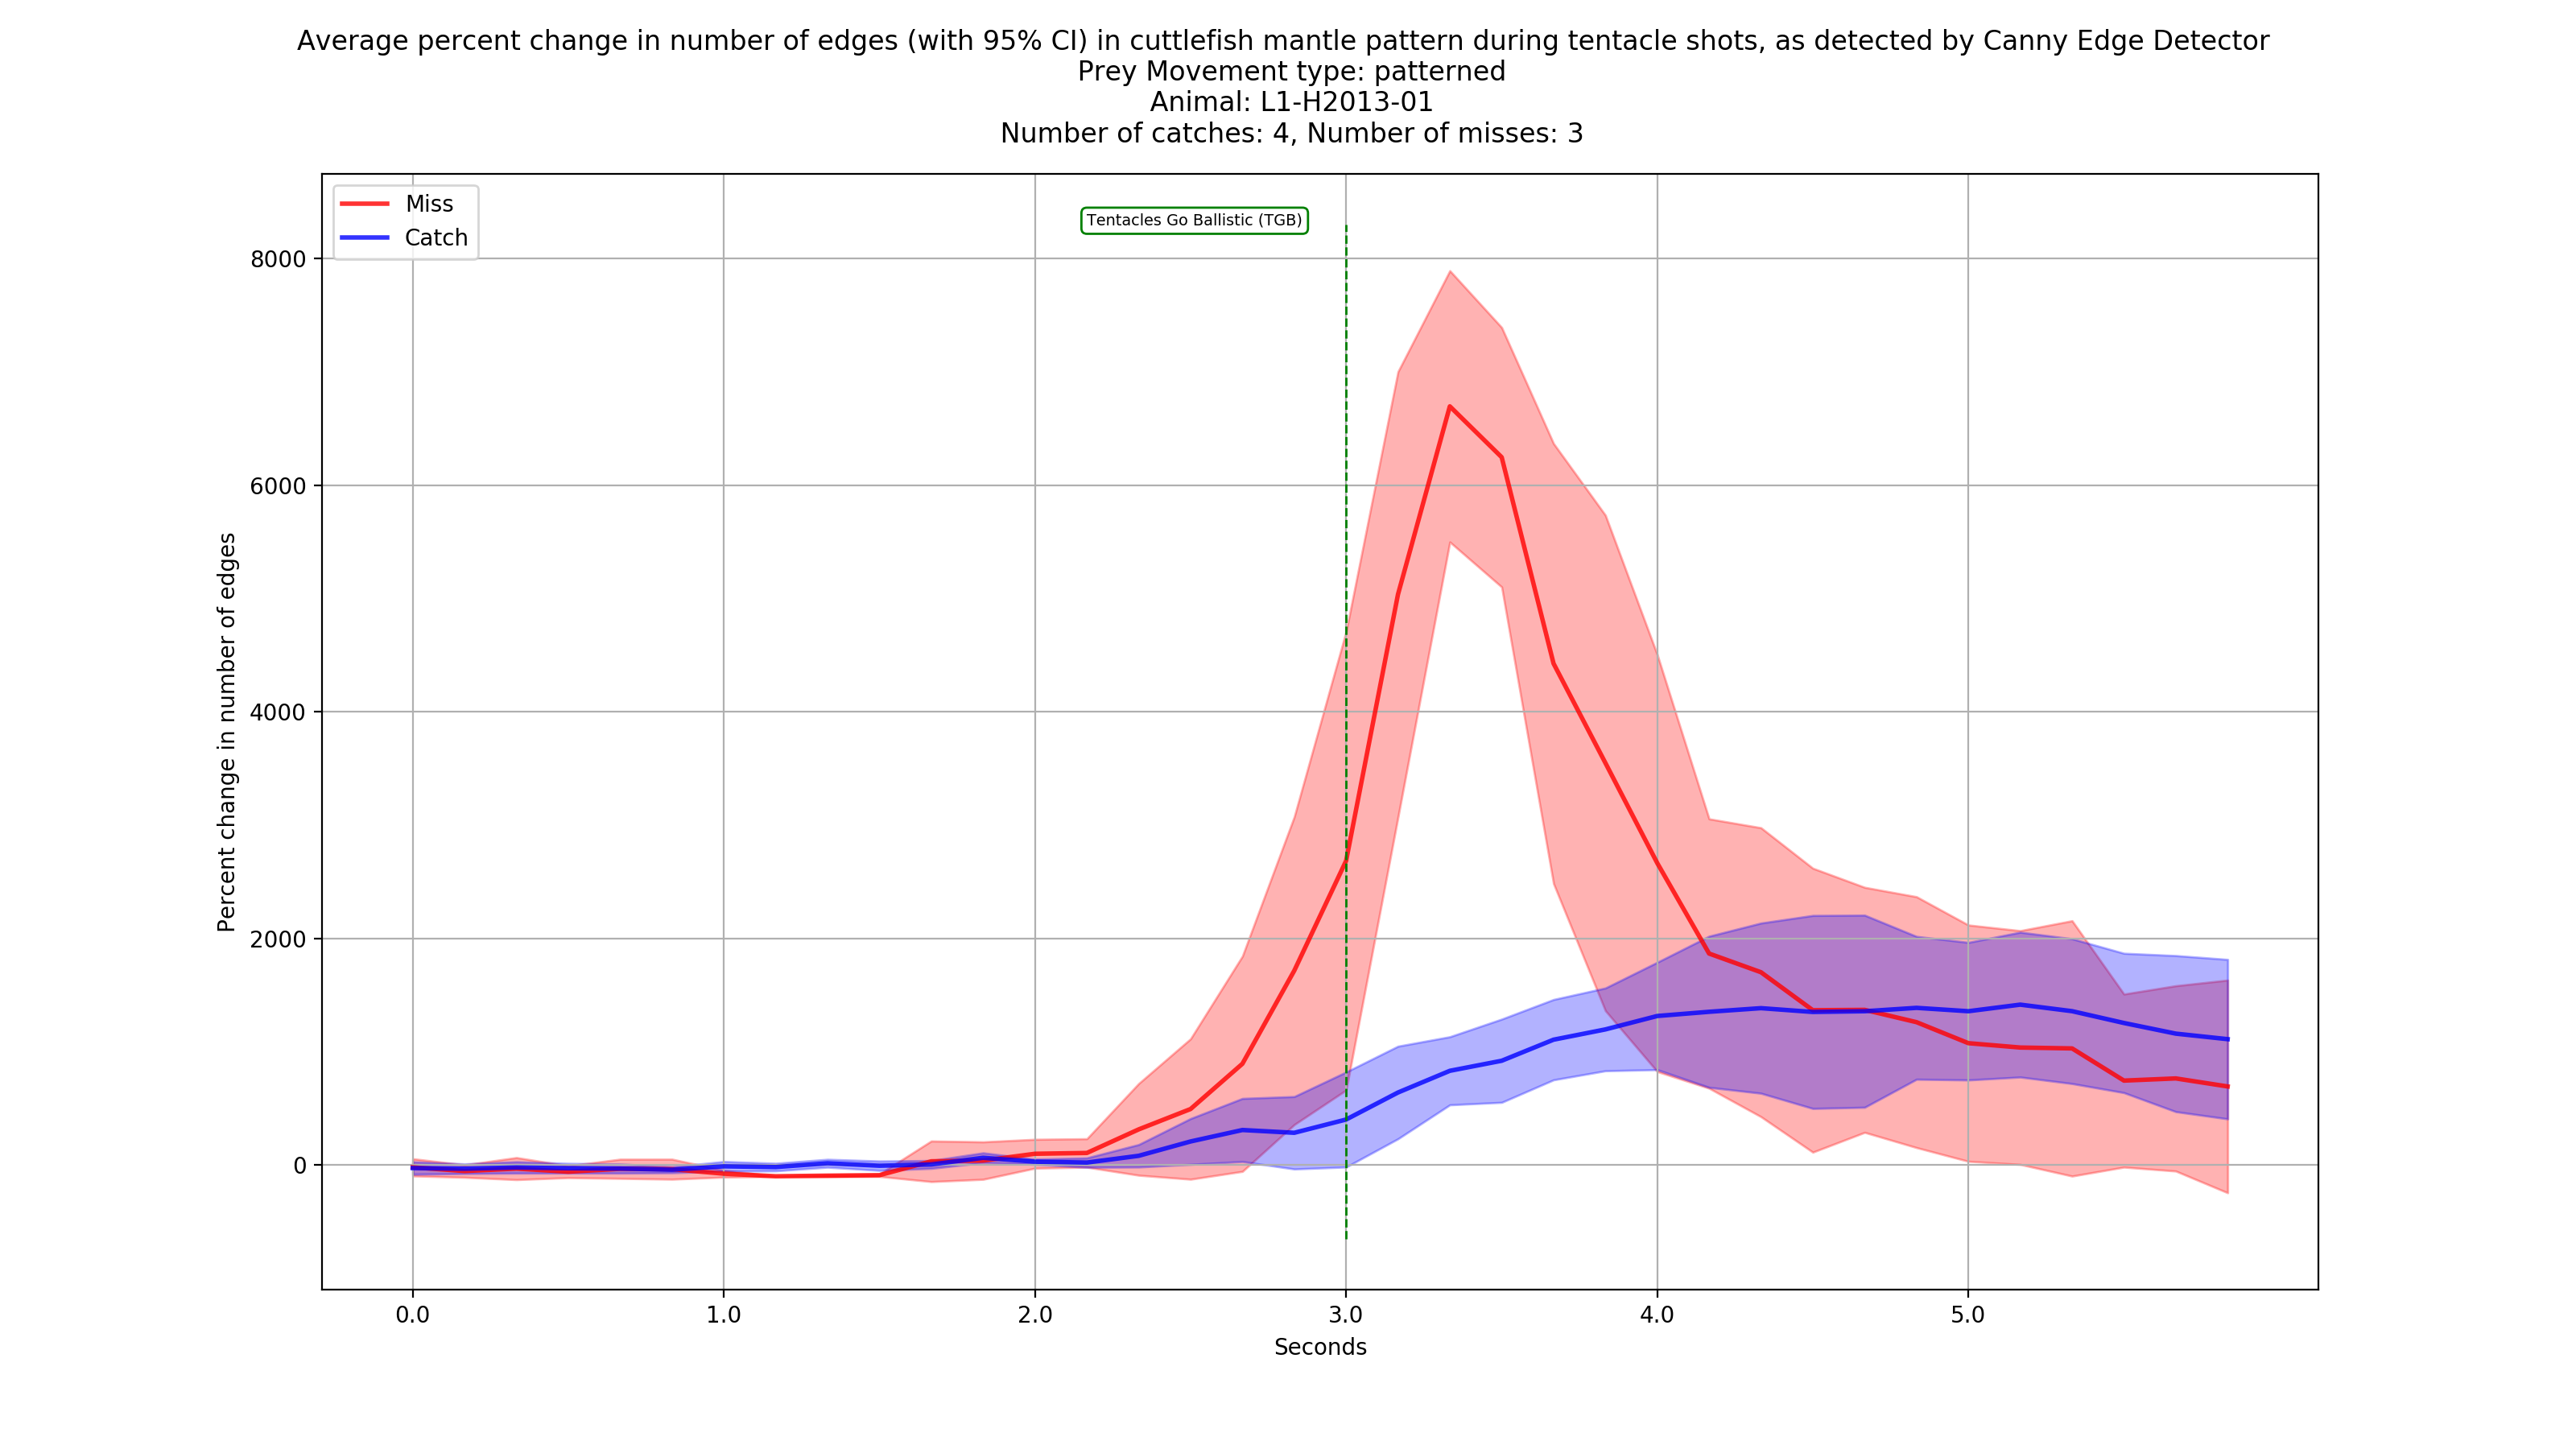 Average percent change in number of edges (with 95% CI) in cuttlefish mantle pattern during tentacle shots, as detected by Canny Edge Detector
Prey Movement type: patterned
Animal: L1-H2013-01
Number of catches: 4, Number of misses: 3
Miss
Catch
Tentacles Go Ballistic (TGB)
8000
6000
4000
2000
0
Percent change in number of edges
0.0 1.0 2.0 3.0 4.0 5.0
Seconds